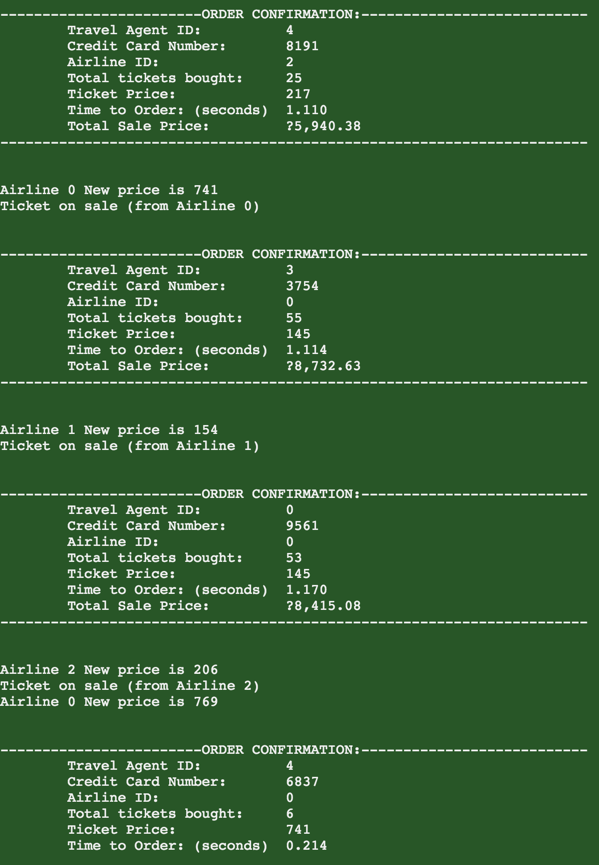 ------------------------ORDER CONFIRMATION:---------------------------
Travel Agent ID: 4
Credit Card Number: 8191
Airline ID: 2
Total tickets bought: 25
Ticket Price: 217
Time to Order: (seconds) 1.110
Total Sale Price: ?5,940.38
----------------------------------------------------------------------
Airline 0 New price is 741
Ticket on sale (from Airline 0)
------------------------ORDER CONFIRMATION:---------------------------
Travel Agent ID: 3
Credit Card Number: 3754
Airline ID: 0
Total tickets bought: 55
Ticket Price: 145
Time to Order: (seconds) 1.114
Total Sale Price: ?8,732.63
----------------------------------------------------------------------
Airline 1 New price is 154
Ticket on sale (from Airline 1)
------------------------ORDER CONFIRMATION:---------------------------
Travel Agent ID: 0
Credit Card Number: 9561
Airline ID: 0
Total tickets bought: 53
Ticket Price: 145
Time to Order: (seconds) 1.170
Total Sale Price: ?8,415.08
----------------------------------------------------------------------
Airline 2 New price is 206
Ticket on sale (from Airline 2)
Airline 0 New price is 769
------------------------ORDER CONFIRMATION:---------------------------
Travel Agent ID: 4
Credit Card Number: 6837
Airline ID: 0
Total tickets bought: 6
Ticket Price: 741
Time to Order: (seconds) 0.214